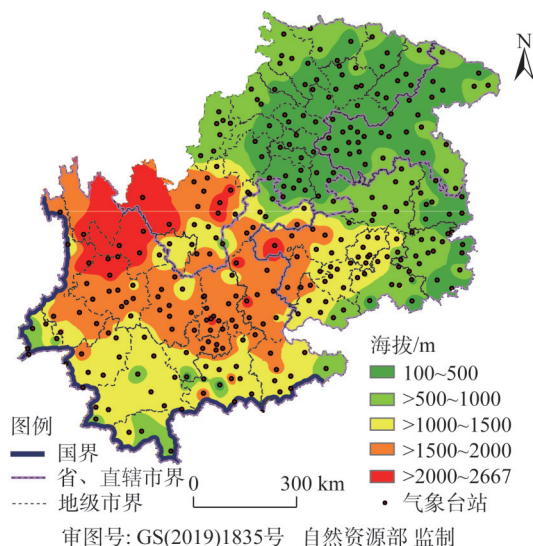 N
海拔/m
100~500
>500~1000
>1000~1500
>1500~2000
>2000~2667
气象台站
图例
国界
省、直辖市界
地级市界
0 300 km
审图号: GS(2019)1835号 自然资源部 监制